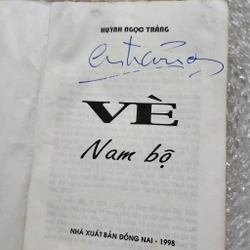 HUỲNH NGỌC TRẢNG
VÈ
Nam bộ
NHÀ XUẤT BẢN ĐỒNG NAI - 1998